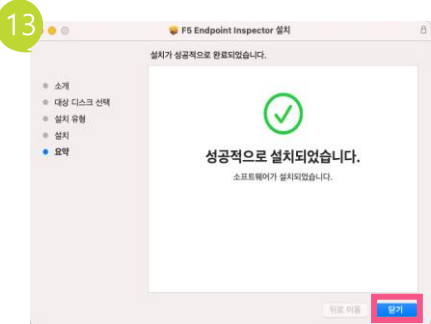 13
F5 Endpoint Inspector 설치
설치가 성공적으로 완료되었습니다.
소개
대상 디스크 선택
설치 유형
설치
요약
성공적으로 설치되었습니다.
소프트웨어가 설치되었습니다.
뒤로 이동
닫기